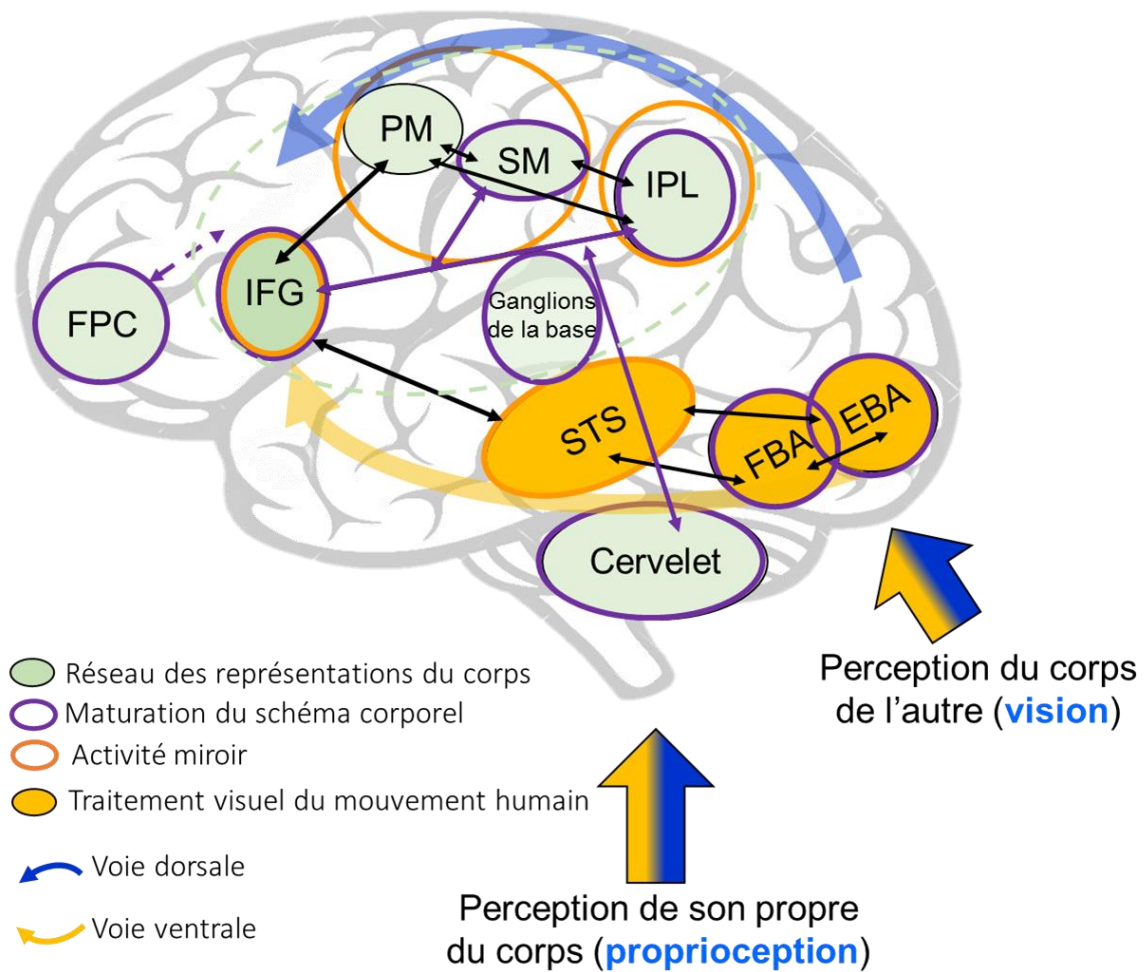 PM
SM
IPL
IFG
FPC
Ganglions
de la base
STS
FBA
EBA
Cervelet
Perception du corps
de l’autre (vision)
Réseau des représentations du corps
Maturation du schéma corporel
Activité miroir
Traitement visuel du mouvement humain
Voie dorsale
Voie ventrale
Perception de son propre
du corps (proprioception)